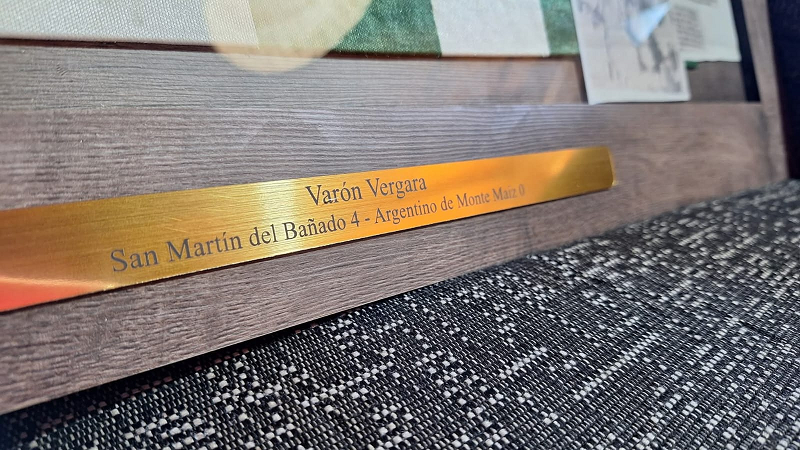 Varón Vergara
San Martín del Bañado 4 - Argentino de Monte Maíz 0